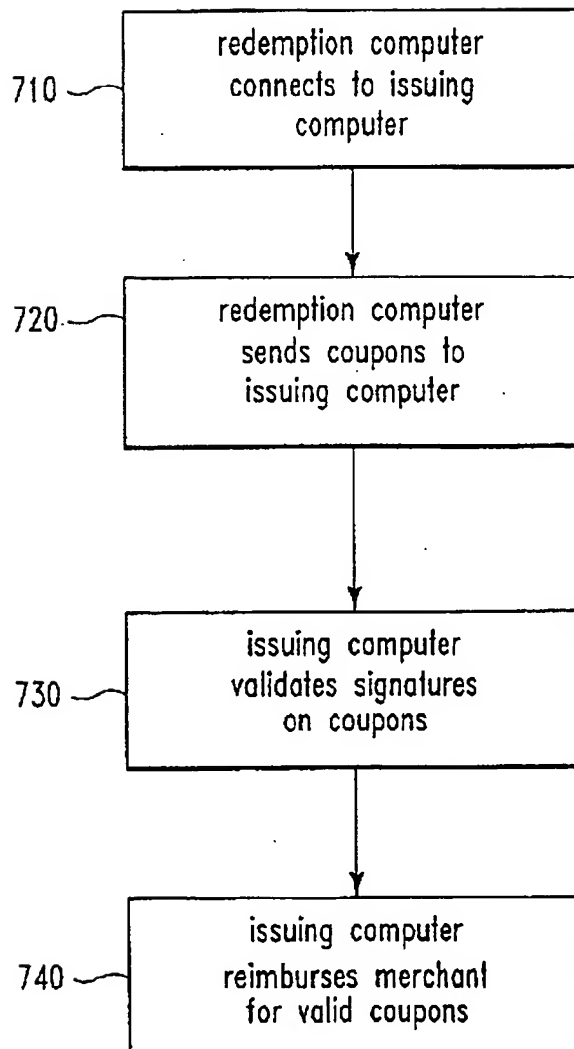 710
redemption computer
connects to issuing
computer
720
redemption computer
sends coupons to
issuing computer
730
issuing computer
validates signatures
on coupons
740
issuing computer
reimburses merchant
for valid coupons